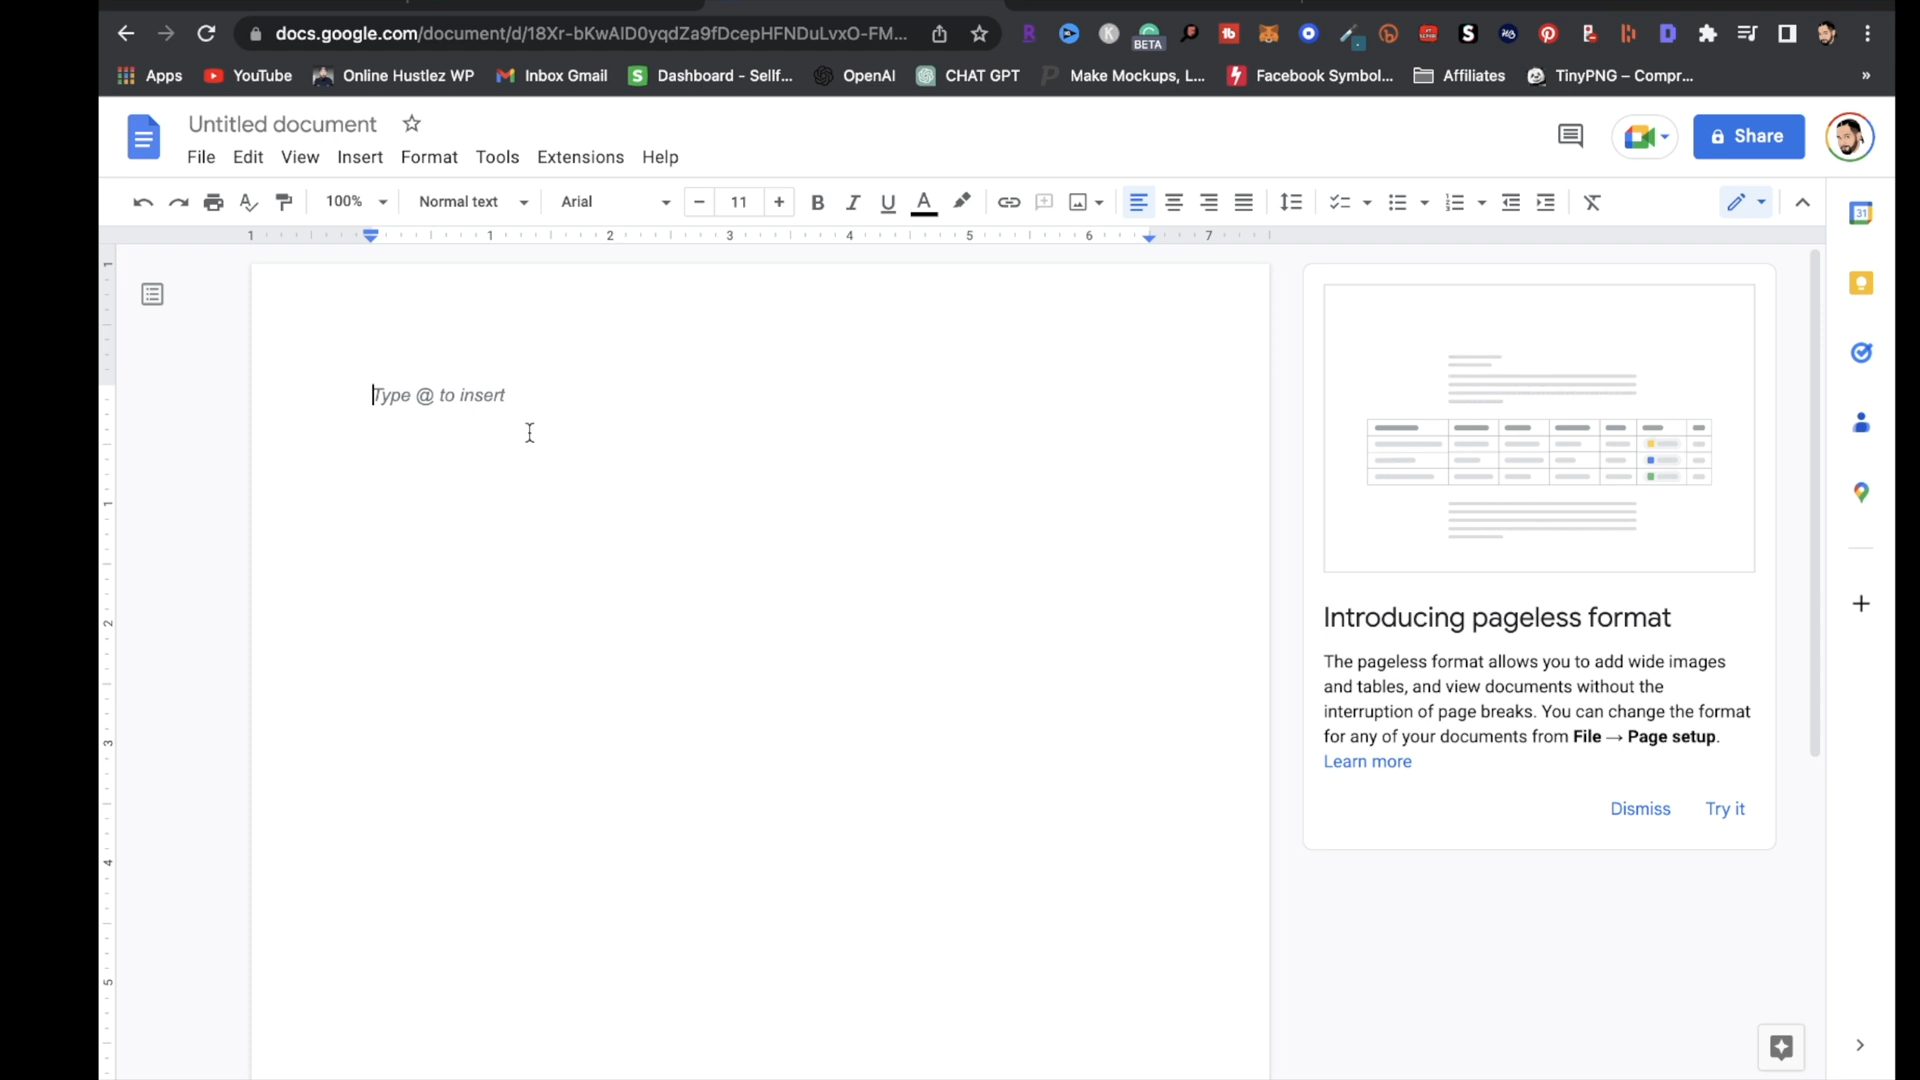 docs.google.com/document/d/18Xr-bKwAlD0yqdZa9fDcepHFNDuLvxO-FM...
BETA
Apps YouTube Online Hustlez WP Inbox Gmail Dashboard - Sellf... OpenAI CHAT GPT Make Mockups, L... Facebook Symbol... Affiliates TinyPNG – Compr... »
Untitled document
File Edit View Insert Format Tools Extensions Help
Share
100% Normal text Arial 11
1 1 2 3 4 5 6 7
Type @ to insert
Introducing pageless format
The pageless format allows you to add wide images
and tables, and view documents without the
interruption of page breaks. You can change the format
for any of your documents from File → Page setup.
Learn more
Dismiss Try it
1
1
2
3
4
5
31